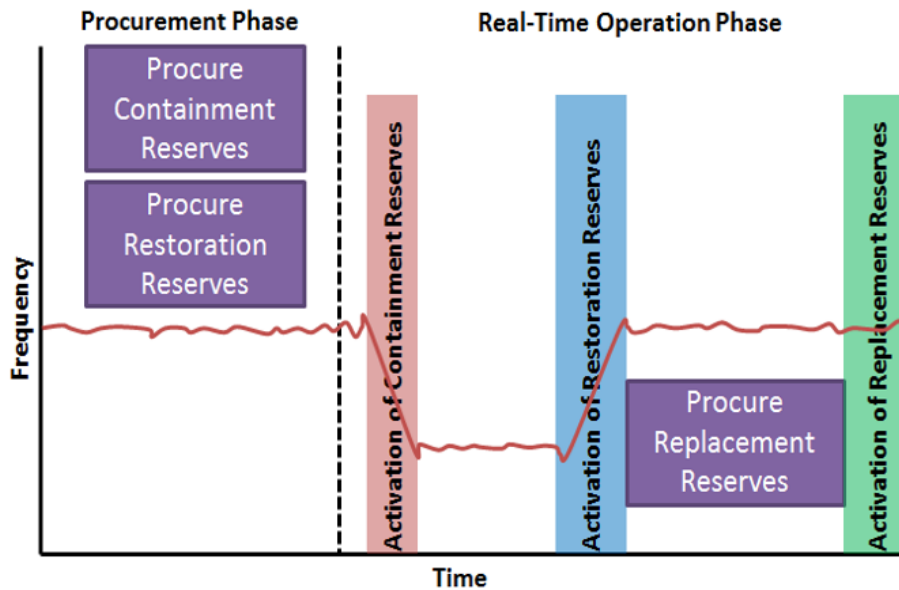 Procurement Phase
Real-Time Operation Phase
Procure
Containment
Reserves
Procure
Restoration
Reserves
Frequency
Activation of Containment Reserves
Activation of Restoration Reserves
Activation of Replacement Reserves
Procure
Replacement
Reserves
Time